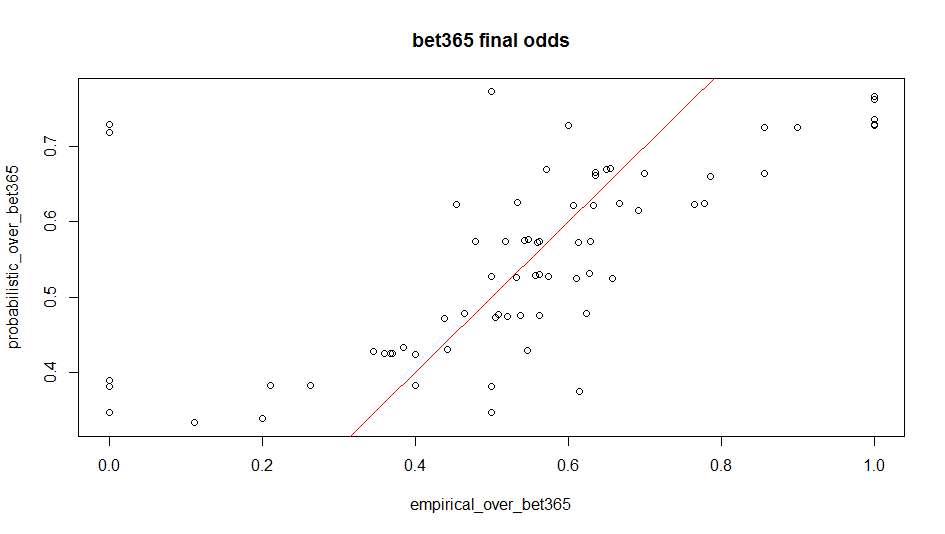 bet365 final odds
probabilistic_over_bet365
0.7
0.6
0.5
0.4
0.0 0.2 0.4 0.6 0.8 1.0
empirical_over_bet365